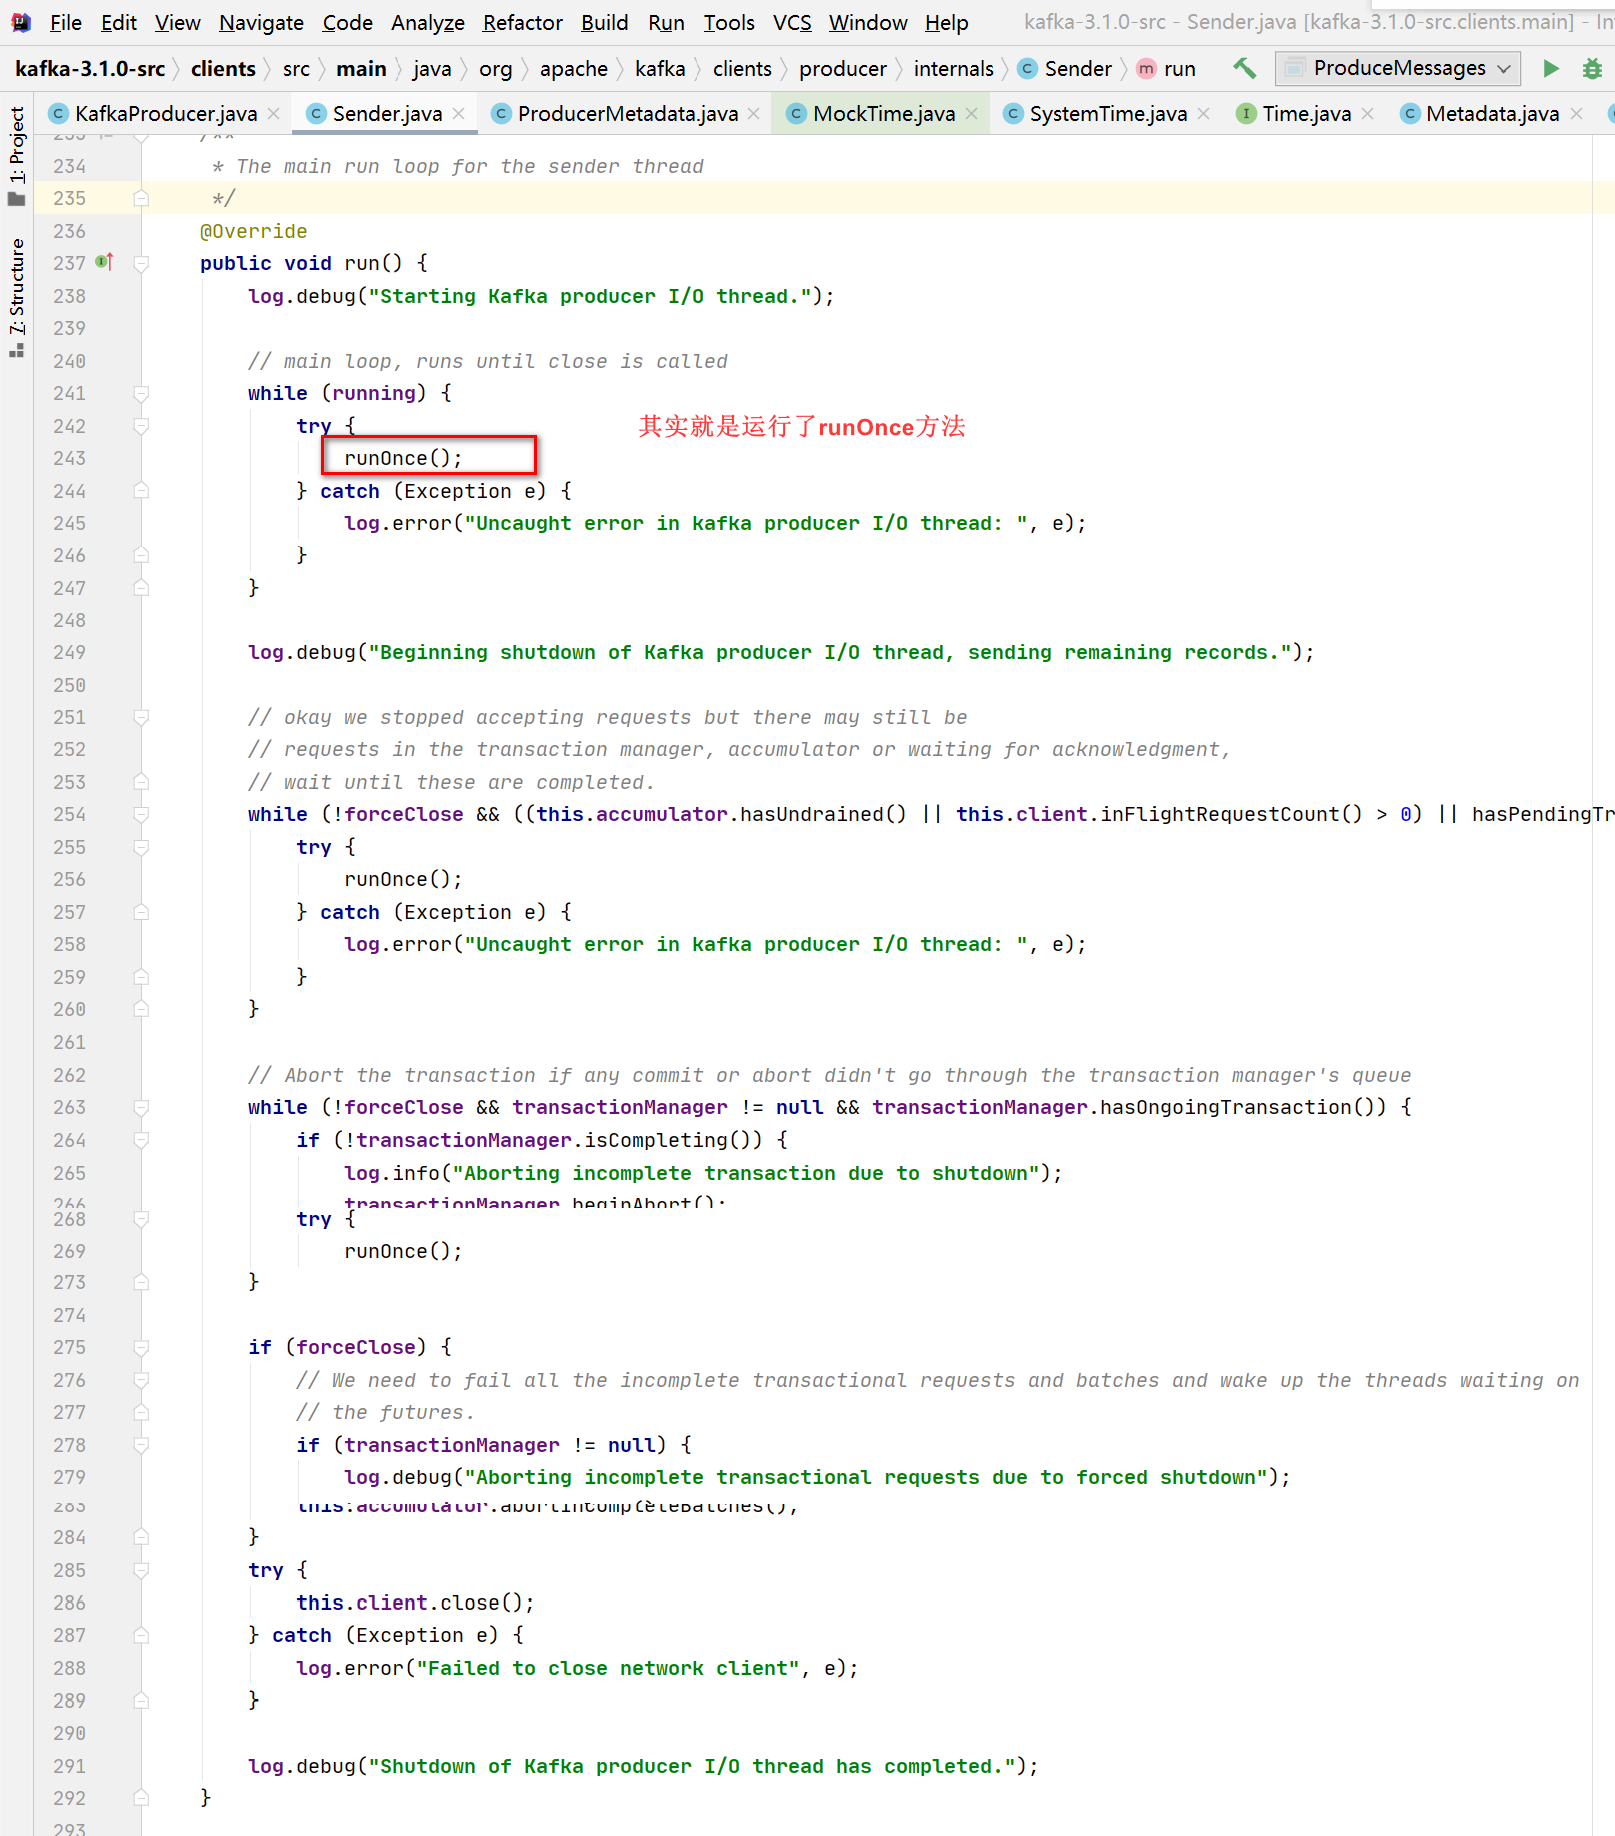 File Edit View Navigate Code Analyze Refactor Build Run Tools VCS Window Help kafka-3.1.0-src - Sender.java [kafka-3.1.0-src.clients.main] - In
kafka-3.1.0-src clients src main java org apache kafka clients producer internals Sender run ProduceMessages
KafkaProducer.java Sender.java ProducerMetadata.java MockTime.java SystemTime.java Time.java Metadata.java
1: Project
7: Structure
233 /**
234 * The main run loop for the sender thread
235 */
236 @Override
237 public void run() {
238 log.debug("Starting Kafka producer I/O thread.");
239
240 // main loop, runs until close is called
241 while (running) {
242 try {
其实就是运行了runOnce方法
243 runOnce();
244 } catch (Exception e) {
245 log.error("Uncaught error in kafka producer I/O thread: ", e);
246 }
247 }
248
249 log.debug("Beginning shutdown of Kafka producer I/O thread, sending remaining records.");
250
251 // okay we stopped accepting requests but there may still be
252 // requests in the transaction manager, accumulator or waiting for acknowledgment,
253 // wait until these are completed.
254 while (!forceClose && ((this.accumulator.hasUndrained() || this.client.inFlightRequestCount() > 0) || hasPendingTr
255 try {
256 runOnce();
257 } catch (Exception e) {
258 log.error("Uncaught error in kafka producer I/O thread: ", e);
259 }
260 }
261
262 // Abort the transaction if any commit or abort didn't go through the transaction manager's queue
263 while (!forceClose && transactionManager != null && transactionManager.hasOngoingTransaction()) {
264 if (!transactionManager.isCompleting()) {
265 log.info("Aborting incomplete transaction due to shutdown");
266 transactionManager.beginAbort();
268 try {
269 runOnce();
273 }
274
275 if (forceClose) {
276 // We need to fail all the incomplete transactional requests and batches and wake up the threads waiting on
277 // the futures.
278 if (transactionManager != null) {
279 log.debug("Aborting incomplete transactional requests due to forced shutdown");
283 this.accumulator.abortIncompleteBatches();
284 }
285 try {
286 this.client.close();
287 } catch (Exception e) {
288 log.error("Failed to close network client", e);
289 }
290
291 log.debug("Shutdown of Kafka producer I/O thread has completed.");
292 }
293